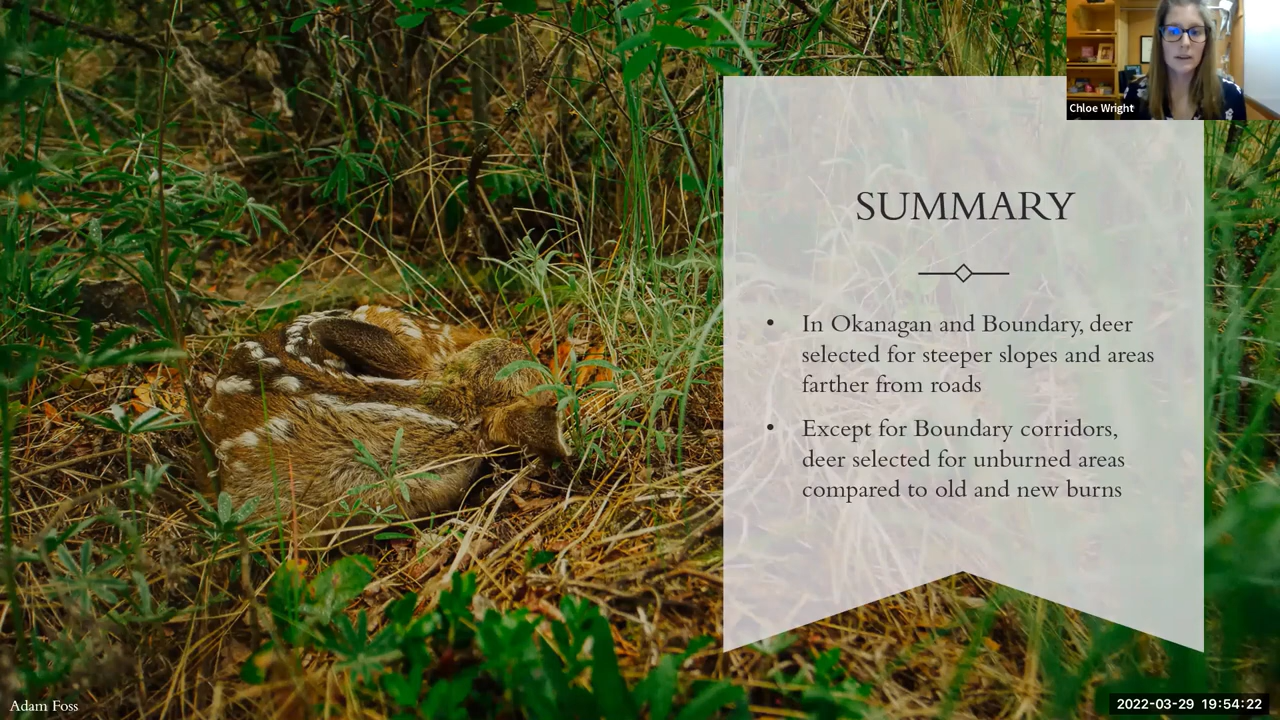 Chloe Wright
SUMMARY
• In Okanagan and Boundary, deer
selected for steeper slopes and areas
farther from roads
• Except for Boundary corridors,
deer selected for unburned areas
compared to old and new burns
Adam Foss
2022-03-29 19:54:22